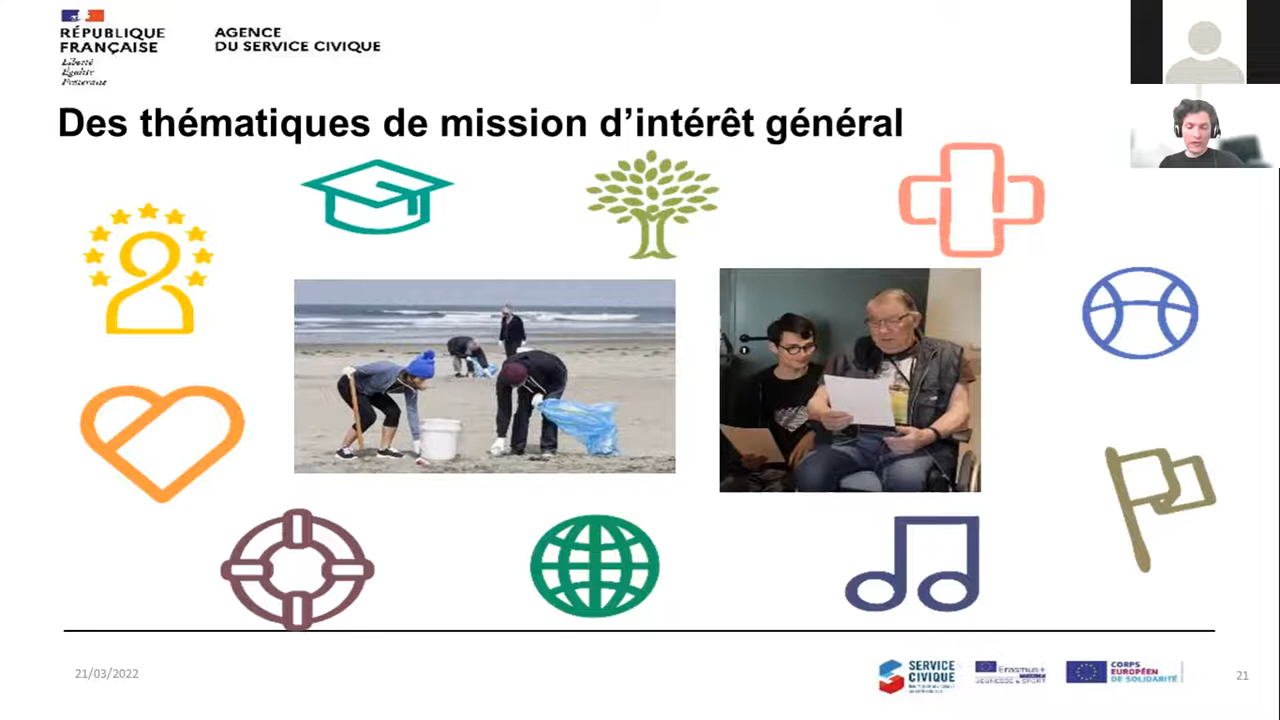 RÉPUBLIQUE
FRANÇAISE
Liberté
Égalité
Fraternité
AGENCE
DU SERVICE CIVIQUE
Des thématiques de mission d’intérêt général
21/03/2022
SERVICE
CIVIQUE
Erasmus+
JEUNESSE & SPORT
CORPS
EUROPÉEN
DE SOLIDARITÉ
21